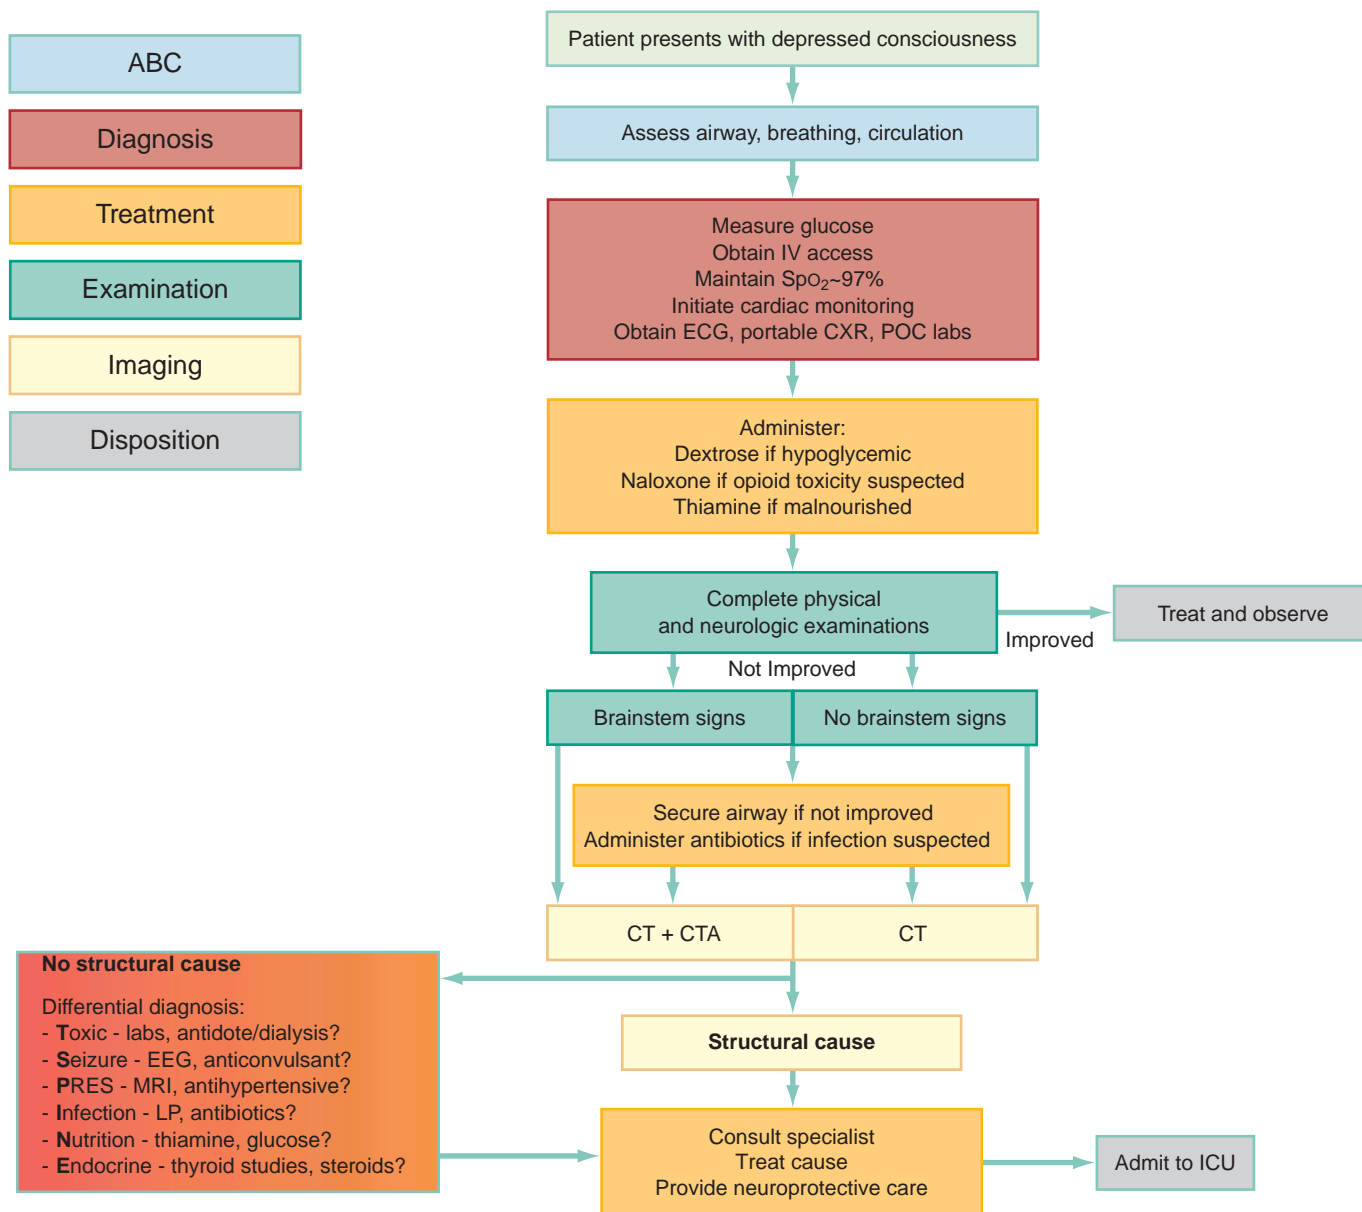 ABC
Diagnosis
Treatment
Examination
Imaging
Disposition
Patient presents with depressed consciousness
Assess airway, breathing, circulation
Measure glucose
Obtain IV access
Maintain SpO₂~97%
Initiate cardiac monitoring
Obtain ECG, portable CXR, POC labs
Administer:
Dextrose if hypoglycemic
Naloxone if opioid toxicity suspected
Thiamine if malnourished
Complete physical
and neurologic examinations
Improved
Treat and observe
Not Improved
Brainstem signs
No brainstem signs
Secure airway if not improved
Administer antibiotics if infection suspected
CT + CTA
CT
No structural cause
Differential diagnosis:
- Toxic - labs, antidote/dialysis?
- Seizure - EEG, anticonvulsant?
- PRES - MRI, antihypertensive?
- Infection - LP, antibiotics?
- Nutrition - thiamine, glucose?
- Endocrine - thyroid studies, steroids?
Structural cause
Consult specialist
Treat cause
Provide neuroprotective care
Admit to ICU